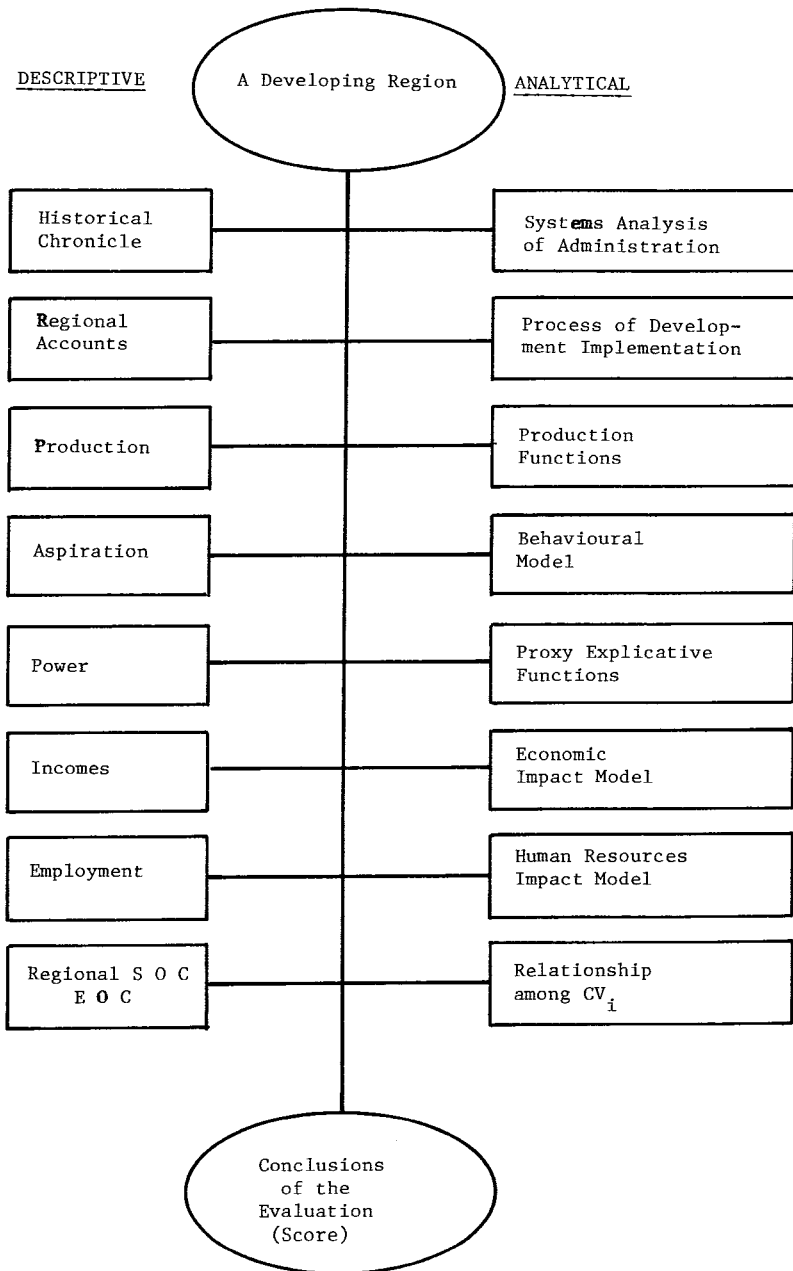 DESCRIPTIVE
A Developing Region
ANALYTICAL
Historical
Chronicle
Systems Analysis
of Administration
Regional
Accounts
Process of Develop-
ment Implementation
Production
Production
Functions
Aspiration
Behavioural
Model
Power
Proxy Explicative
Functions
Incomes
Economic
Impact Model
Employment
Human Resources
Impact Model
Regional S O C
E O C
Relationship
among CVi
Conclusions
of the
Evaluation
(Score)